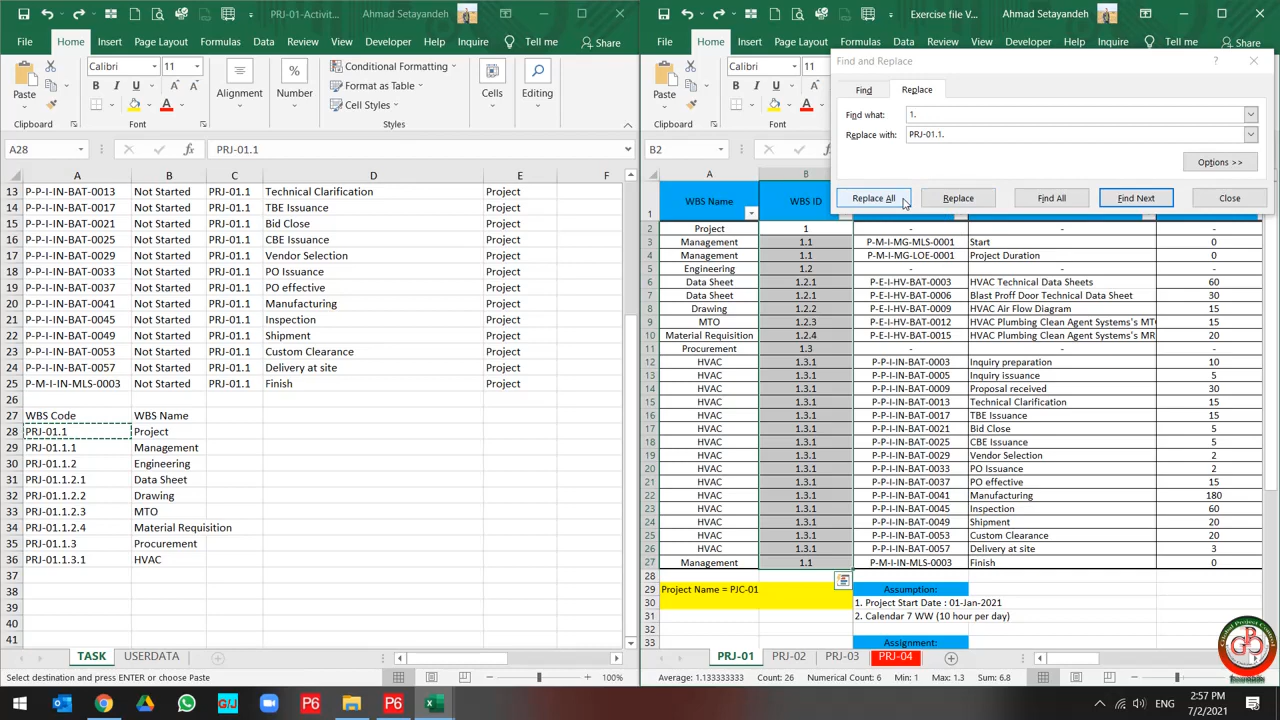 PRJ-01-Activit... Ahmad Setayandeh
File Home Insert Page Layout Formulas Data Review View Developer Inquire Tell me Share
Paste Calibri 11 Alignment Number Conditional Formatting Format as Table Cell Styles Cells Editing
B I U
Clipboard Font Styles
A28 fx PRJ-01.1
A B C D E F
13 P-P-I-IN-BAT-0013 Not Started PRJ-01.1 Technical Clarification Project
14 P-P-I-IN-BAT-0017 Not Started PRJ-01.1 TBE Issuance Project
15 P-P-I-IN-BAT-0021 Not Started PRJ-01.1 Bid Close Project
16 P-P-I-IN-BAT-0025 Not Started PRJ-01.1 CBE Issuance Project
17 P-P-I-IN-BAT-0029 Not Started PRJ-01.1 Vendor Selection Project
18 P-P-I-IN-BAT-0033 Not Started PRJ-01.1 PO Issuance Project
19 P-P-I-IN-BAT-0037 Not Started PRJ-01.1 PO effective Project
20 P-P-I-IN-BAT-0041 Not Started PRJ-01.1 Manufacturing Project
21 P-P-I-IN-BAT-0045 Not Started PRJ-01.1 Inspection Project
22 P-P-I-IN-BAT-0049 Not Started PRJ-01.1 Shipment Project
23 P-P-I-IN-BAT-0053 Not Started PRJ-01.1 Custom Clearance Project
24 P-P-I-IN-BAT-0057 Not Started PRJ-01.1 Delivery at site Project
25 P-M-I-IN-MLS-0003 Not Started PRJ-01.1 Finish Project
26
27 WBS Code WBS Name
28 PRJ-01.1 Project
29 PRJ-01.1.1 Management
30 PRJ-01.1.2 Engineering
31 PRJ-01.1.2.1 Data Sheet
32 PRJ-01.1.2.2 Drawing
33 PRJ-01.1.2.3 MTO
34 PRJ-01.1.2.4 Material Requisition
35 PRJ-01.1.3 Procurement
36 PRJ-01.1.3.1 HVAC
37
38
39
40
41
TASK USERDATA
Select destination and press ENTER or choose Paste 100%
Exercise file V... Ahmad Setayandeh
File Home Insert Page Layout Formulas Data Review View Developer Inquire Tell me Share
Paste Calibri 11
B I U
Clipboard Font
Find and Replace ?
Find Replace
Find what: 1.
Replace with: PRJ-01.1.
Options >>
Replace All Replace Find All Find Next Close
B2
A B
1 WBS Name WBS ID
2 Project 1 - - -
3 Management 1.1 P-M-I-MG-MLS-0001 Start 0
4 Management 1.1 P-M-I-MG-LOE-0001 Project Duration 0
5 Engineering 1.2 - - -
6 Data Sheet 1.2.1 P-E-I-HV-BAT-0003 HVAC Technical Data Sheets 60
7 Data Sheet 1.2.1 P-E-I-HV-BAT-0006 Blast Proff Door Technical Data Sheet 30
8 Drawing 1.2.2 P-E-I-HV-BAT-0009 HVAC Air Flow Diagram 15
9 MTO 1.2.3 P-E-I-HV-BAT-0012 HVAC Plumbing Clean Agent Systems's MTO 15
10 Material Requisition 1.2.4 P-E-I-HV-BAT-0015 HVAC Plumbing Clean Agent Systems's MR 20
11 Procurement 1.3 - - -
12 HVAC 1.3.1 P-P-I-IN-BAT-0003 Inquiry preparation 10
13 HVAC 1.3.1 P-P-I-IN-BAT-0005 Inquiry issuance 5
14 HVAC 1.3.1 P-P-I-IN-BAT-0009 Proposal received 30
15 HVAC 1.3.1 P-P-I-IN-BAT-0013 Technical Clarification 15
16 HVAC 1.3.1 P-P-I-IN-BAT-0017 TBE Issuance 15
17 HVAC 1.3.1 P-P-I-IN-BAT-0021 Bid Close 5
18 HVAC 1.3.1 P-P-I-IN-BAT-0025 CBE Issuance 5
19 HVAC 1.3.1 P-P-I-IN-BAT-0029 Vendor Selection 2
20 HVAC 1.3.1 P-P-I-IN-BAT-0033 PO Issuance 2
21 HVAC 1.3.1 P-P-I-IN-BAT-0037 PO effective 15
22 HVAC 1.3.1 P-P-I-IN-BAT-0041 Manufacturing 180
23 HVAC 1.3.1 P-P-I-IN-BAT-0045 Inspection 60
24 HVAC 1.3.1 P-P-I-IN-BAT-0049 Shipment 20
25 HVAC 1.3.1 P-P-I-IN-BAT-0053 Custom Clearance 20
26 HVAC 1.3.1 P-P-I-IN-BAT-0057 Delivery at site 3
27 Management 1.1 P-M-I-IN-MLS-0003 Finish 0
28
29 Project Name = PJC-01 Assumption:
30 1. Project Start Date : 01-Jan-2021
31 2. Calendar 7 WW (10 hour per day)
32
33 Assignment:
PRJ-01 PRJ-02 PRJ-03 PRJ-04
Average: 1.133333333 Count: 26 Numerical Count: 6 Min: 1 Max: 1.3 Sum: 6.8
G/J P6 P6 ENG 2:57 PM
7/2/2021